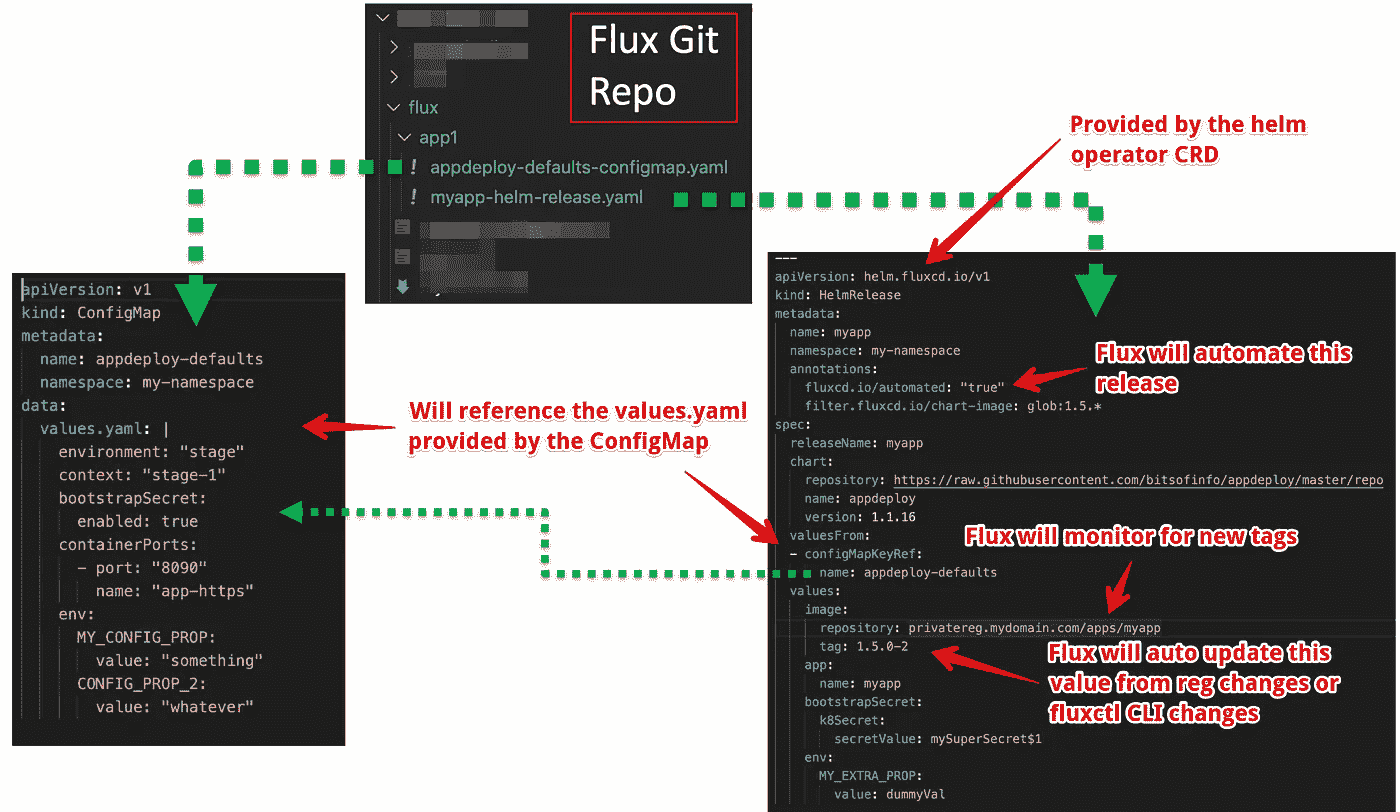 Flux Git
Repo
flux
app1
! appdeploy-defaults-configmap.yaml
! myapp-helm-release.yaml
apiVersion: v1
kind: ConfigMap
metadata:
name: appdeploy-defaults
namespace: my-namespace
data:
values.yaml: |
environment: "stage"
context: "stage-1"
bootstrapSecret:
enabled: true
containerPorts:
- port: "8090"
name: "app-https"
env:
MY_CONFIG_PROP:
value: "something"
CONFIG_PROP_2:
value: "whatever"
Will reference the values.yaml
provided by the ConfigMap
Provided by the helm
operator CRD
---
apiVersion: helm.fluxcd.io/v1
kind: HelmRelease
metadata:
name: myapp
namespace: my-namespace
annotations:
fluxcd.io/automated: "true"
filter.fluxcd.io/chart-image: glob:1.5.*
spec:
releaseName: myapp
chart:
repository: https://raw.githubusercontent.com/bitsofinfo/appdeploy/master/repo
name: appdeploy
version: 1.1.16
valuesFrom:
- configMapKeyRef:
name: appdeploy-defaults
values:
image:
repository: privatereg.mydomain.com/apps/myapp
tag: 1.5.0-2
app:
name: myapp
bootstrapSecret:
k8Secret:
secretValue: mySuperSecret$1
env:
MY_EXTRA_PROP:
value: dummyVal
Flux will automate this
release
Flux will monitor for new tags
Flux will auto update this
value from reg changes or
fluxctl CLI changes